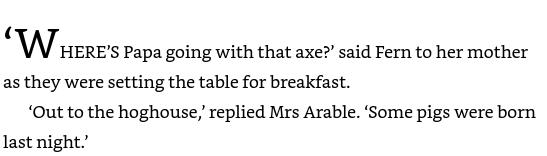 ‘WHERE’S Papa going with that axe?’ said Fern to her mother
as they were setting the table for breakfast.
‘Out to the hoghouse,’ replied Mrs Arable. ‘Some pigs were born
last night.’